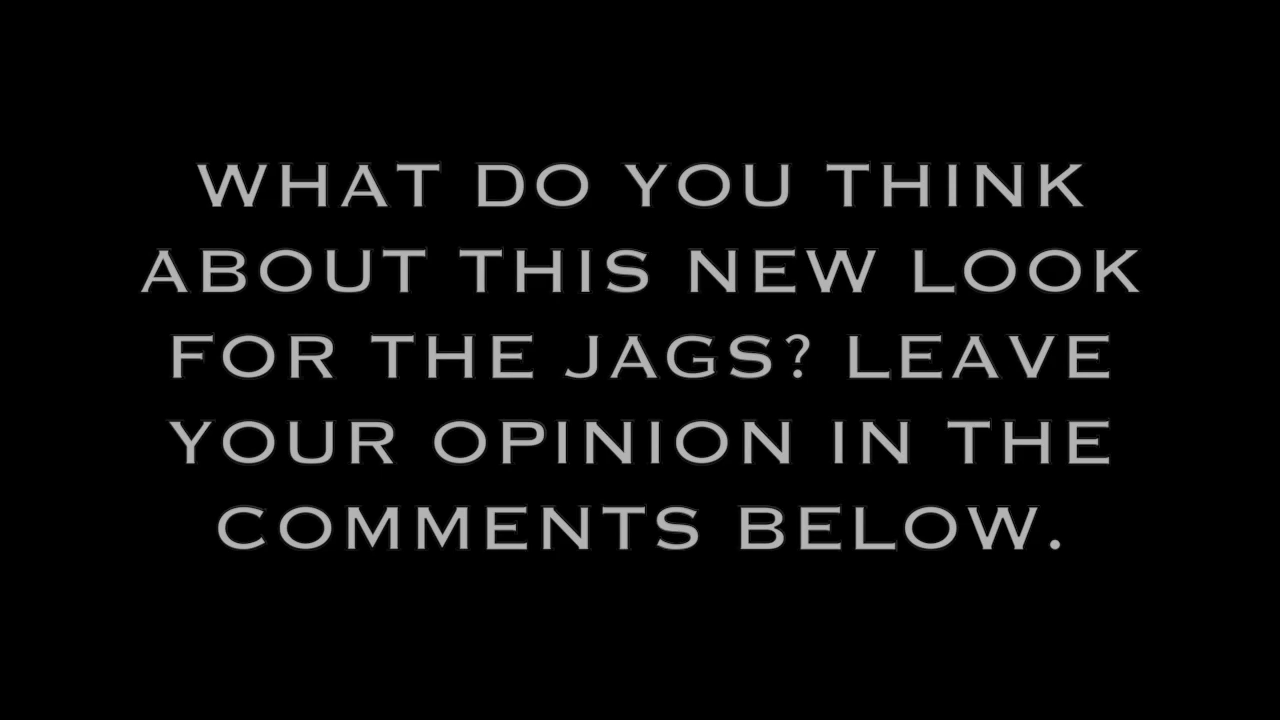 WHAT DO YOU THINK
ABOUT THIS NEW LOOK
FOR THE JAGS? LEAVE
YOUR OPINION IN THE
COMMENTS BELOW.